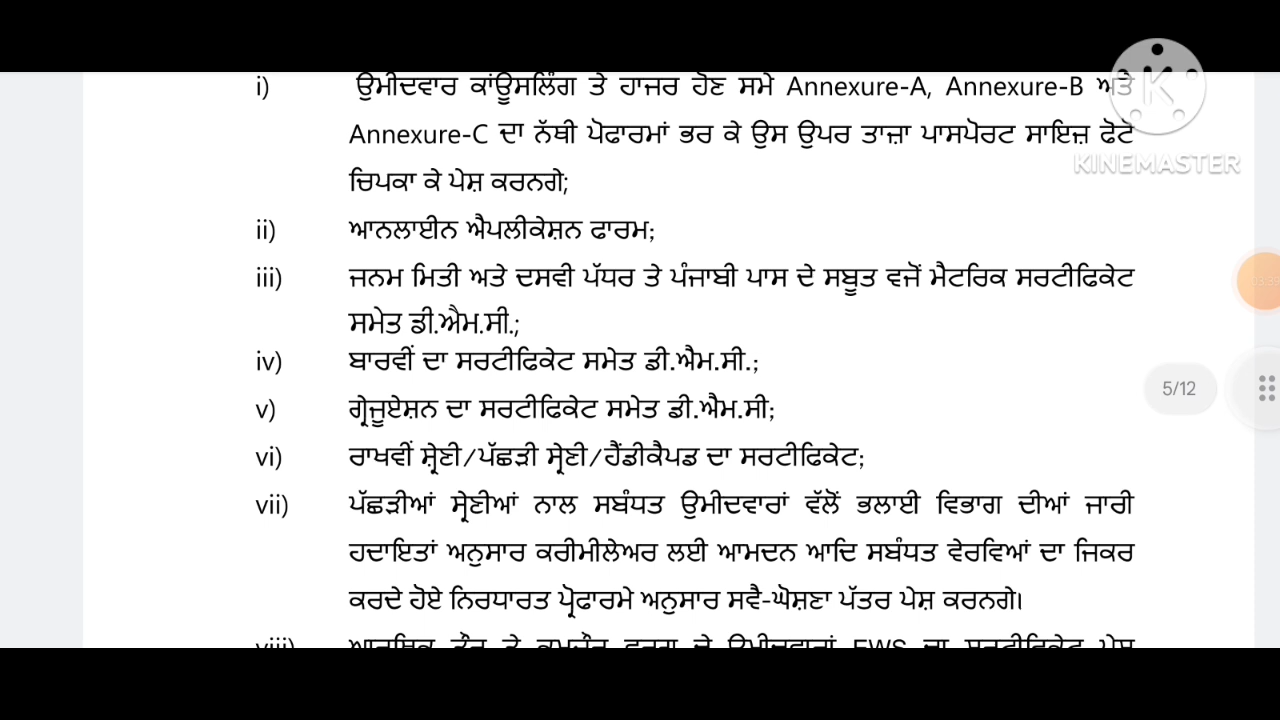 i) ਉਮੀਦਵਾਰ ਕਾਂਊਸਲਿੰਗ ਤੇ ਹਾਜਰ ਹੋਣ ਸਮੇ Annexure-A, Annexure-B ਅਤੇ
Annexure-C ਦਾ ਨੱਥੀ ਪੋਫਾਰਮਾਂ ਭਰ ਕੇ ਉਸ ਉਪਰ ਤਾਜ਼ਾ ਪਾਸਪੋਰਟ ਸਾਇਜ਼ ਫੋਟੋ
ਚਿਪਕਾ ਕੇ ਪੇਸ਼ ਕਰਨਗੇ;
KINEMASTER
ii) ਆਨਲਾਈਨ ਐਪਲੀਕੇਸ਼ਨ ਫਾਰਮ;
iii) ਜਨਮ ਮਿਤੀ ਅਤੇ ਦਸਵੀ ਪੱਧਰ ਤੇ ਪੰਜਾਬੀ ਪਾਸ ਦੇ ਸਬੂਤ ਵਜੋਂ ਮੈਟਰਿਕ ਸਰਟੀਫਿਕੇਟ
ਸਮੇਤ ਡੀ.ਐਮ.ਸੀ.;
iv) ਬਾਰਵੀਂ ਦਾ ਸਰਟੀਫਿਕੇਟ ਸਮੇਤ ਡੀ.ਐਮ.ਸੀ.;
5/12
v) ਗ੍ਰੇਜੂਏਸ਼ਨ ਦਾ ਸਰਟੀਫਿਕੇਟ ਸਮੇਤ ਡੀ.ਐਮ.ਸੀ;
vi) ਰਾਖਵੀਂ ਸ਼੍ਰੇਣੀ/ਪੱਛੜੀ ਸ੍ਰੇਣੀ/ਹੈਂਡੀਕੈਪਡ ਦਾ ਸਰਟੀਫਿਕੇਟ;
vii) ਪੱਛੜੀਆਂ ਸ੍ਰੇਣੀਆਂ ਨਾਲ ਸਬੰਧਤ ਉਮੀਦਵਾਰਾਂ ਵੱਲੋਂ ਭਲਾਈ ਵਿਭਾਗ ਦੀਆਂ ਜਾਰੀ
ਹਦਾਇਤਾਂ ਅਨੁਸਾਰ ਕਰੀਮੀਲੇਅਰ ਲਈ ਆਮਦਨ ਆਦਿ ਸਬੰਧਤ ਵੇਰਵਿਆਂ ਦਾ ਜਿਕਰ
ਕਰਦੇ ਹੋਏ ਨਿਰਧਾਰਤ ਪ੍ਰੋਫਾਰਮੇ ਅਨੁਸਾਰ ਸਵੈ-ਘੋਸ਼ਣਾ ਪੱਤਰ ਪੇਸ਼ ਕਰਨਗੇ।